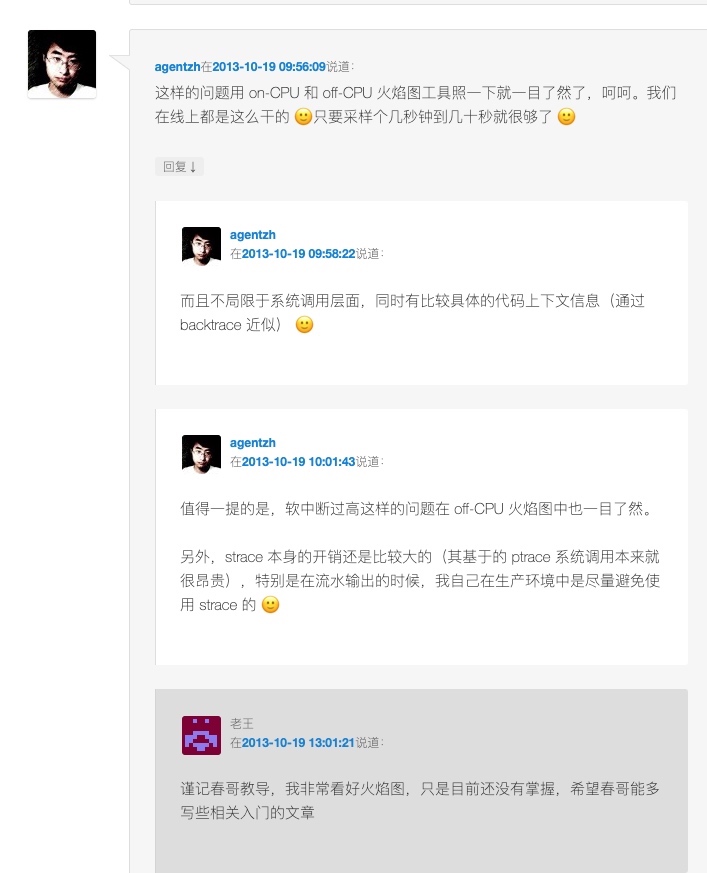 agentzh在2013-10-19 09:56:09说道:
这样的问题用 on-CPU 和 off-CPU 火焰图工具照一下就一目了然了，呵呵。我们
在线上都是这么干的 🙂只要采样个几秒钟到几十秒就很够了 🙂
回复↓
agentzh
在2013-10-19 09:58:22说道:
而且不局限于系统调用层面，同时有比较具体的代码上下文信息（通过
backtrace 近似） 🙂
agentzh
在2013-10-19 10:01:43说道:
值得一提的是，软中断过高这样的问题在 off-CPU 火焰图中也一目了然。
另外，strace 本身的开销还是比较大的（其基于的 ptrace 系统调用本来就
很昂贵），特别是在流水输出的时候，我自己在生产环境中是尽量避免使
用 strace 的 🙂
老王
在2013-10-19 13:01:21说道:
谨记春哥教导，我非常看好火焰图，只是目前还没有掌握，希望春哥能多
写些相关入门的文章